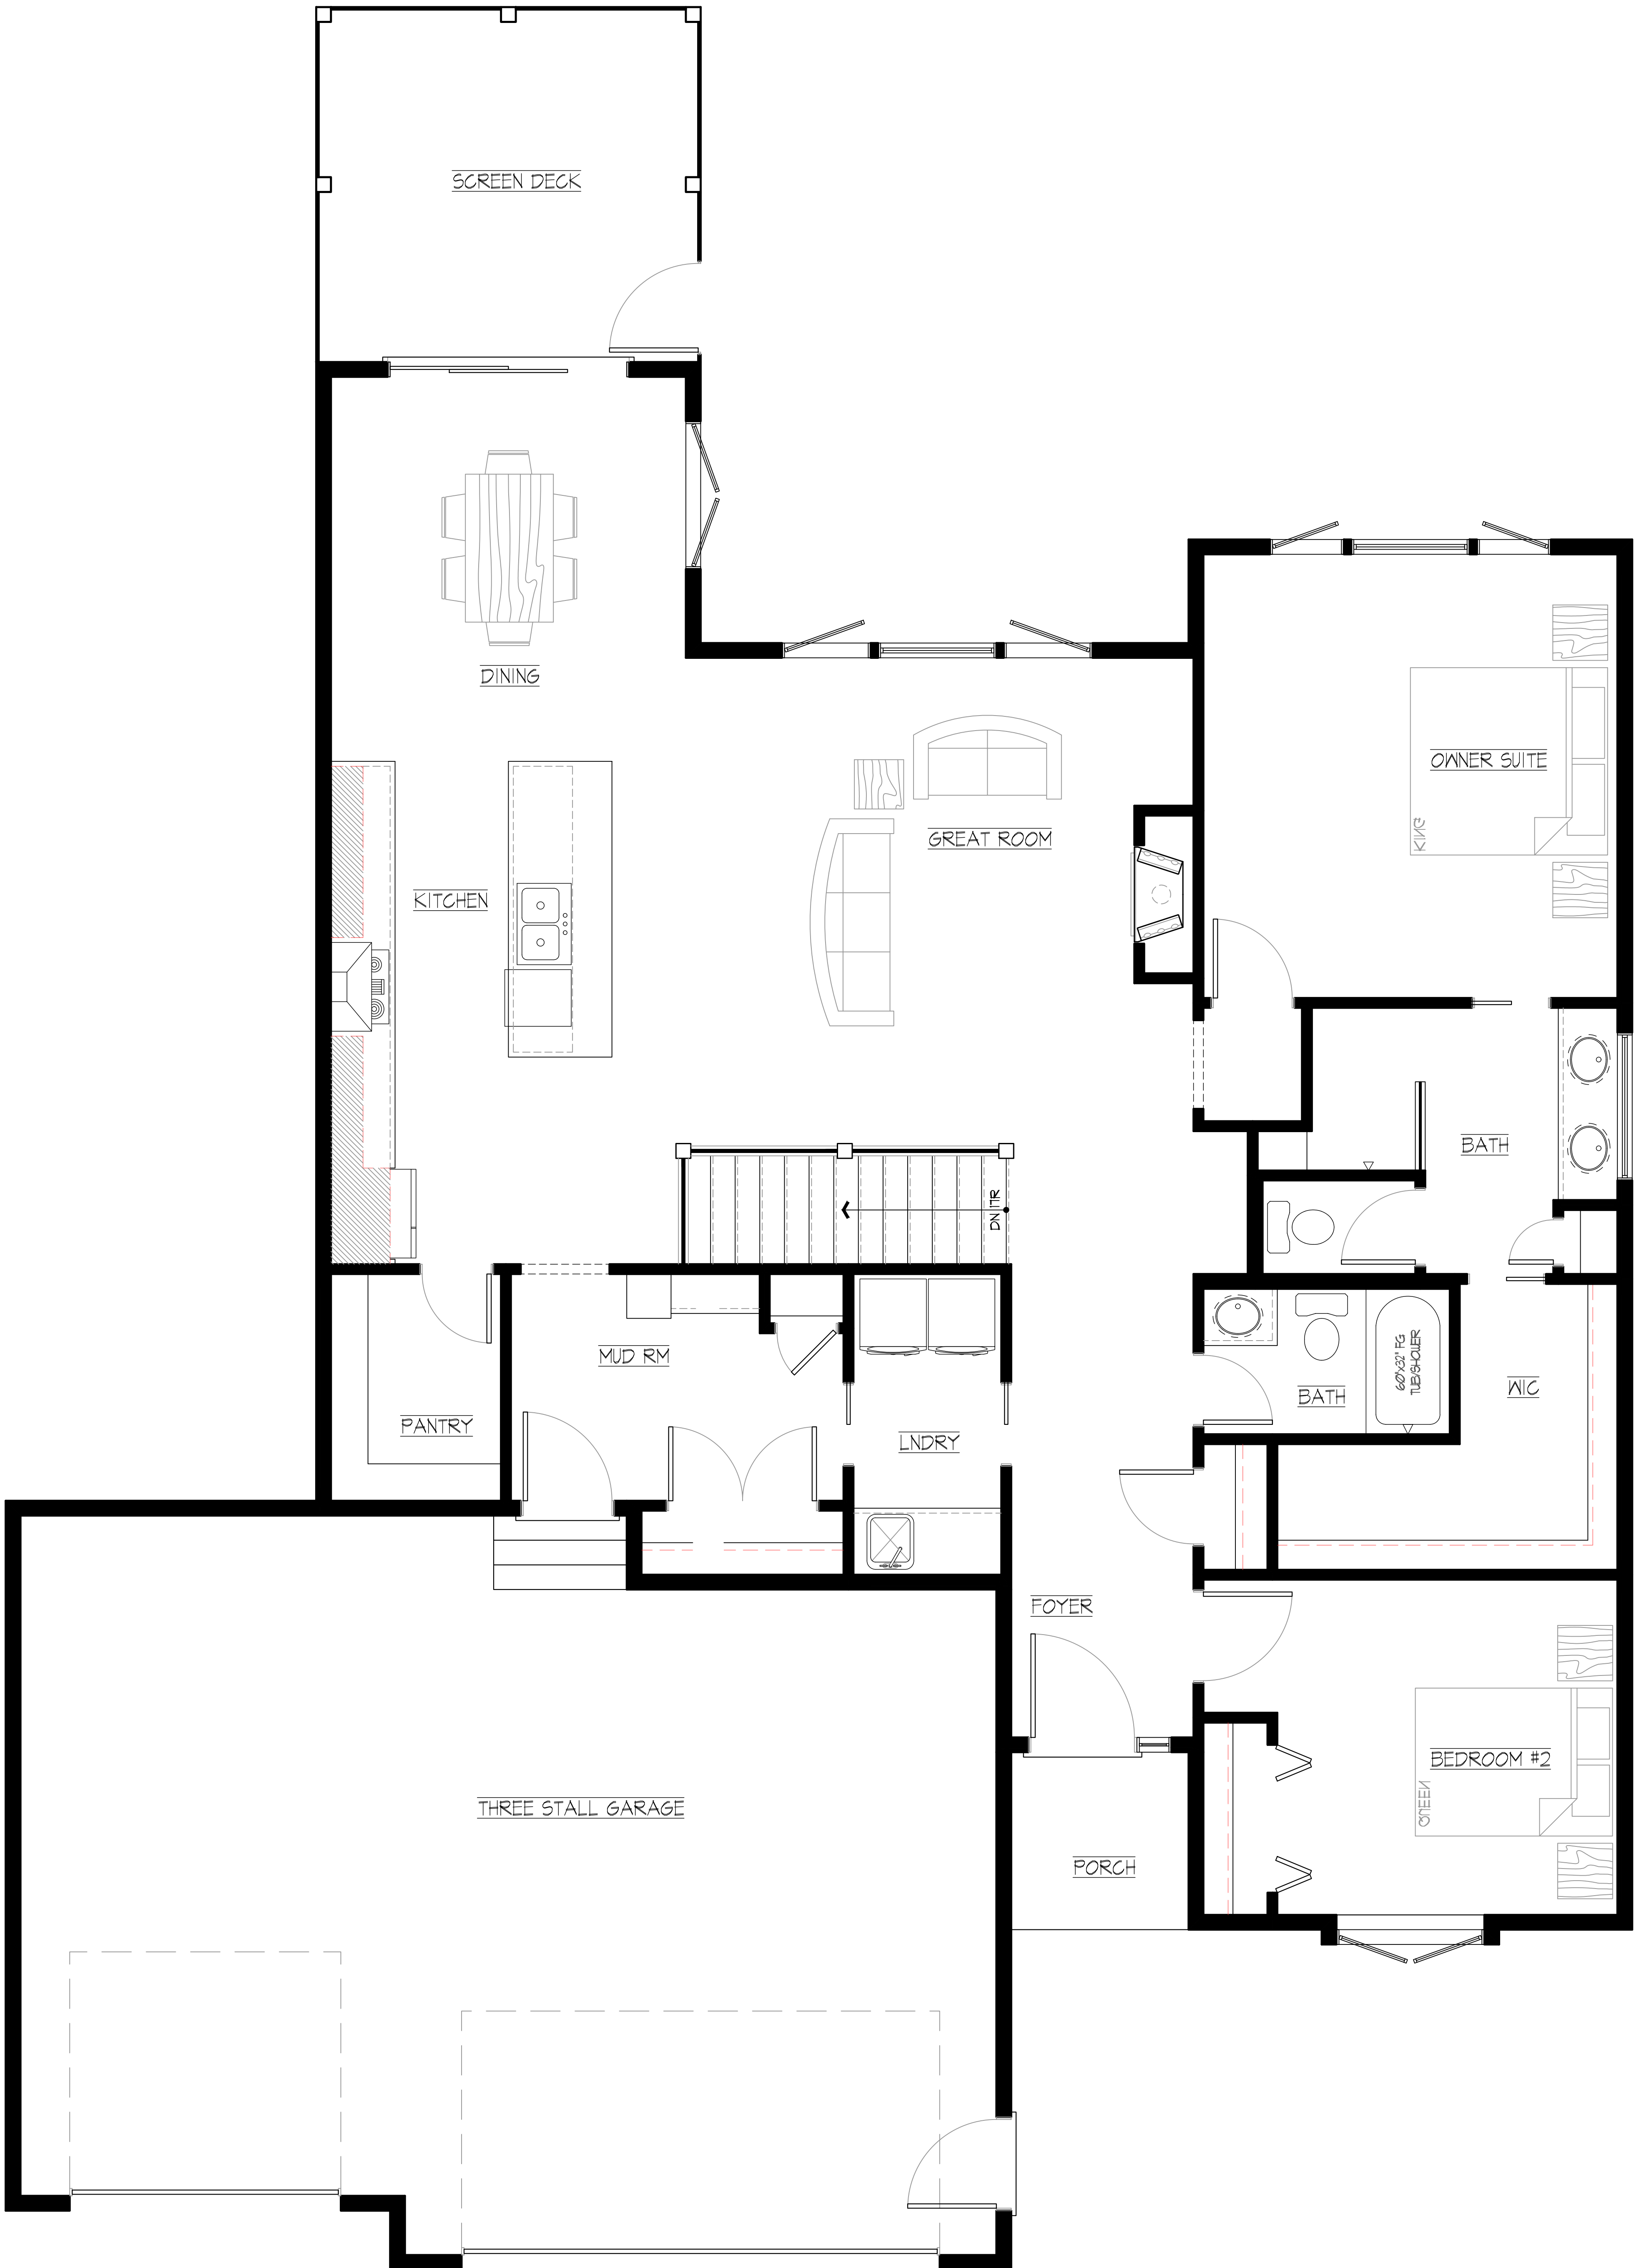 SCREEN DECK
DINING
OWNER SUITE
KING
GREAT ROOM
KITCHEN
BATH
DN 17R
MUD RM
PANTRY
LNDRY
BATH
60"x32" FG
TUB/SHOWER
WIC
FOYER
BEDROOM #2
QUEEN
THREE STALL GARAGE
PORCH